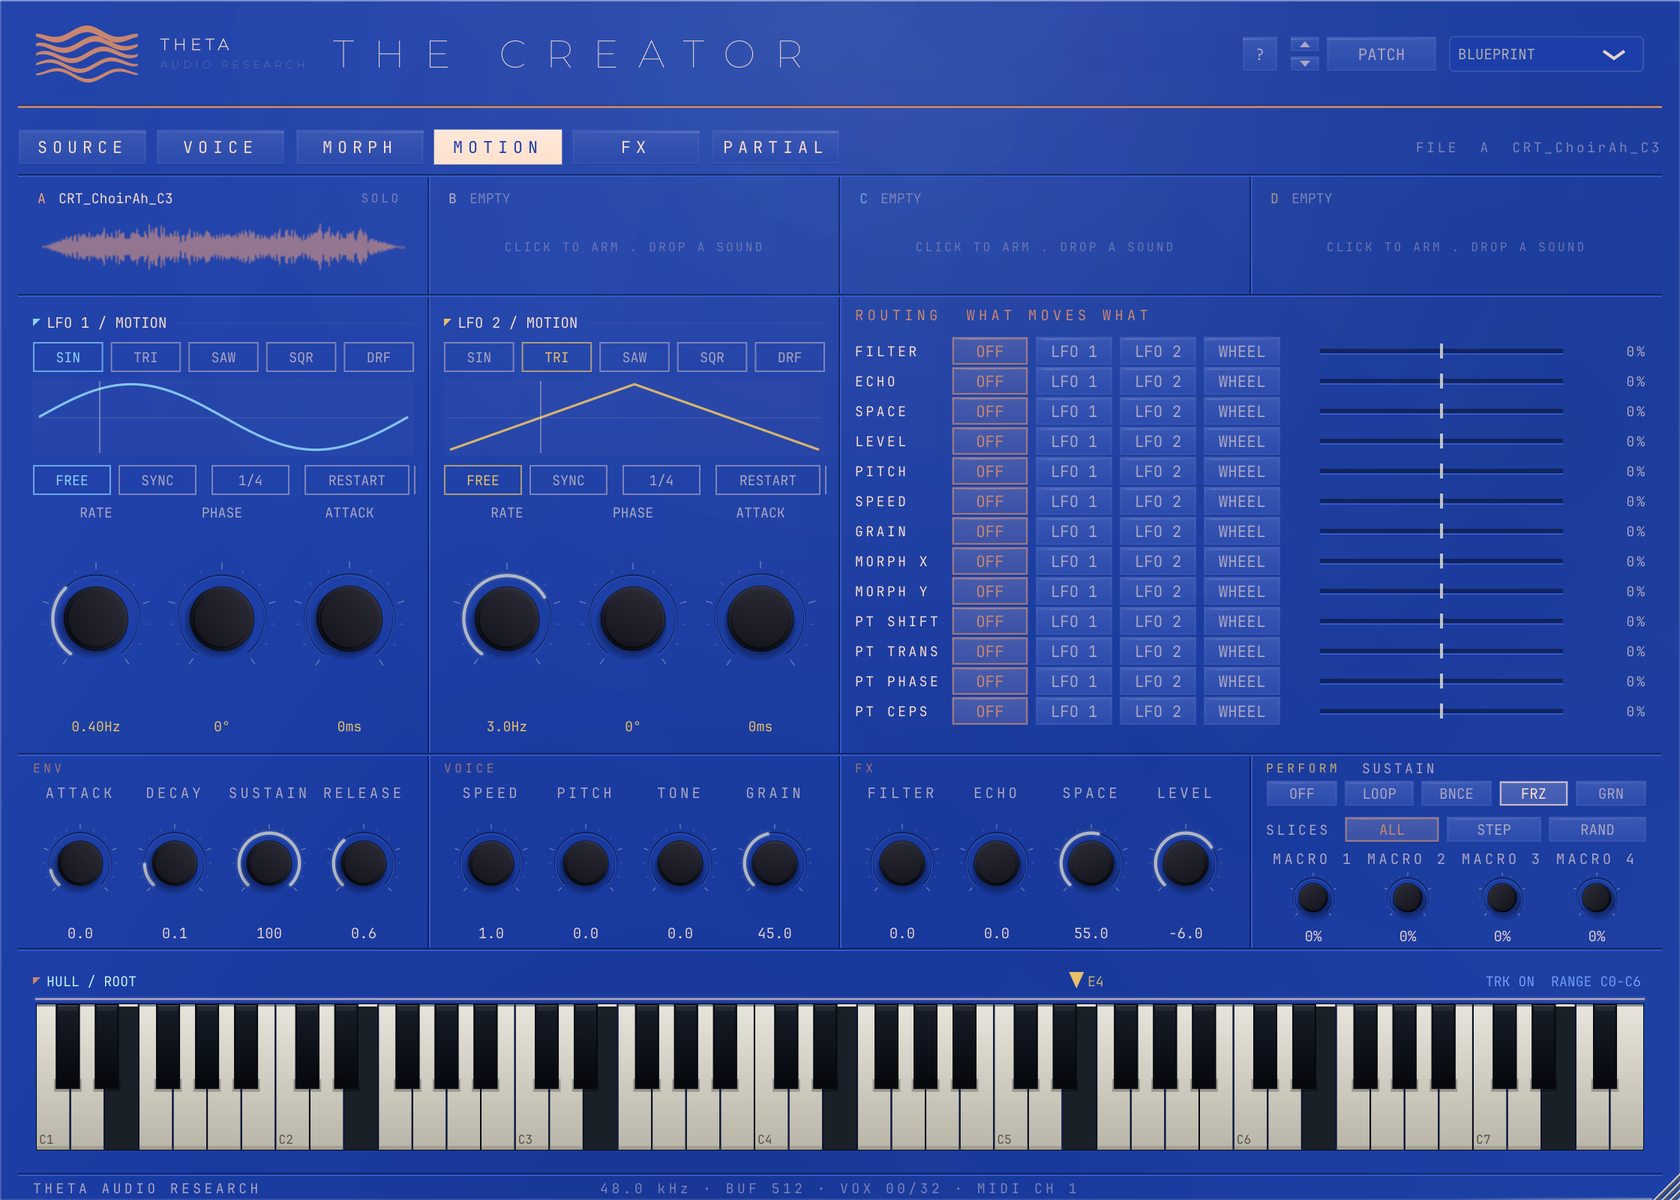 THETA
AUDIO RESEARCH
THE CREATOR
? PATCH BLUEPRINT
SOURCE VOICE MORPH MOTION FX PARTIAL
FILE A CRT_ChoirAh_C3
A CRT_ChoirAh_C3 SOLO
B EMPTY
CLICK TO ARM . DROP A SOUND
C EMPTY
CLICK TO ARM . DROP A SOUND
D EMPTY
CLICK TO ARM . DROP A SOUND
LFO 1 / MOTION
SIN TRI SAW SQR DRF
FREE SYNC 1/4 RESTART
RATE PHASE ATTACK
0.40Hz 0° 0ms
LFO 2 / MOTION
SIN TRI SAW SQR DRF
FREE SYNC 1/4 RESTART
RATE PHASE ATTACK
3.0Hz 0° 0ms
ROUTING WHAT MOVES WHAT
FILTER OFF LFO 1 LFO 2 WHEEL 0%
ECHO OFF LFO 1 LFO 2 WHEEL 0%
SPACE OFF LFO 1 LFO 2 WHEEL 0%
LEVEL OFF LFO 1 LFO 2 WHEEL 0%
PITCH OFF LFO 1 LFO 2 WHEEL 0%
SPEED OFF LFO 1 LFO 2 WHEEL 0%
GRAIN OFF LFO 1 LFO 2 WHEEL 0%
MORPH X OFF LFO 1 LFO 2 WHEEL 0%
MORPH Y OFF LFO 1 LFO 2 WHEEL 0%
PT SHIFT OFF LFO 1 LFO 2 WHEEL 0%
PT TRANS OFF LFO 1 LFO 2 WHEEL 0%
PT PHASE OFF LFO 1 LFO 2 WHEEL 0%
PT CEPS OFF LFO 1 LFO 2 WHEEL 0%
ENV
ATTACK DECAY SUSTAIN RELEASE
0.0 0.1 100 0.6
VOICE
SPEED PITCH TONE GRAIN
1.0 0.0 0.0 45.0
FX
FILTER ECHO SPACE LEVEL
0.0 0.0 55.0 -6.0
PERFORM SUSTAIN
OFF LOOP BNCE FRZ GRN
SLICES ALL STEP RAND
MACRO 1 MACRO 2 MACRO 3 MACRO 4
0% 0% 0% 0%
HULL / ROOT
E4
TRK ON RANGE C0-C6
C1 C2 C3 C4 C5 C6 C7
THETA AUDIO RESEARCH
48.0 kHz · BUF 512 · VOX 00/32 · MIDI CH 1